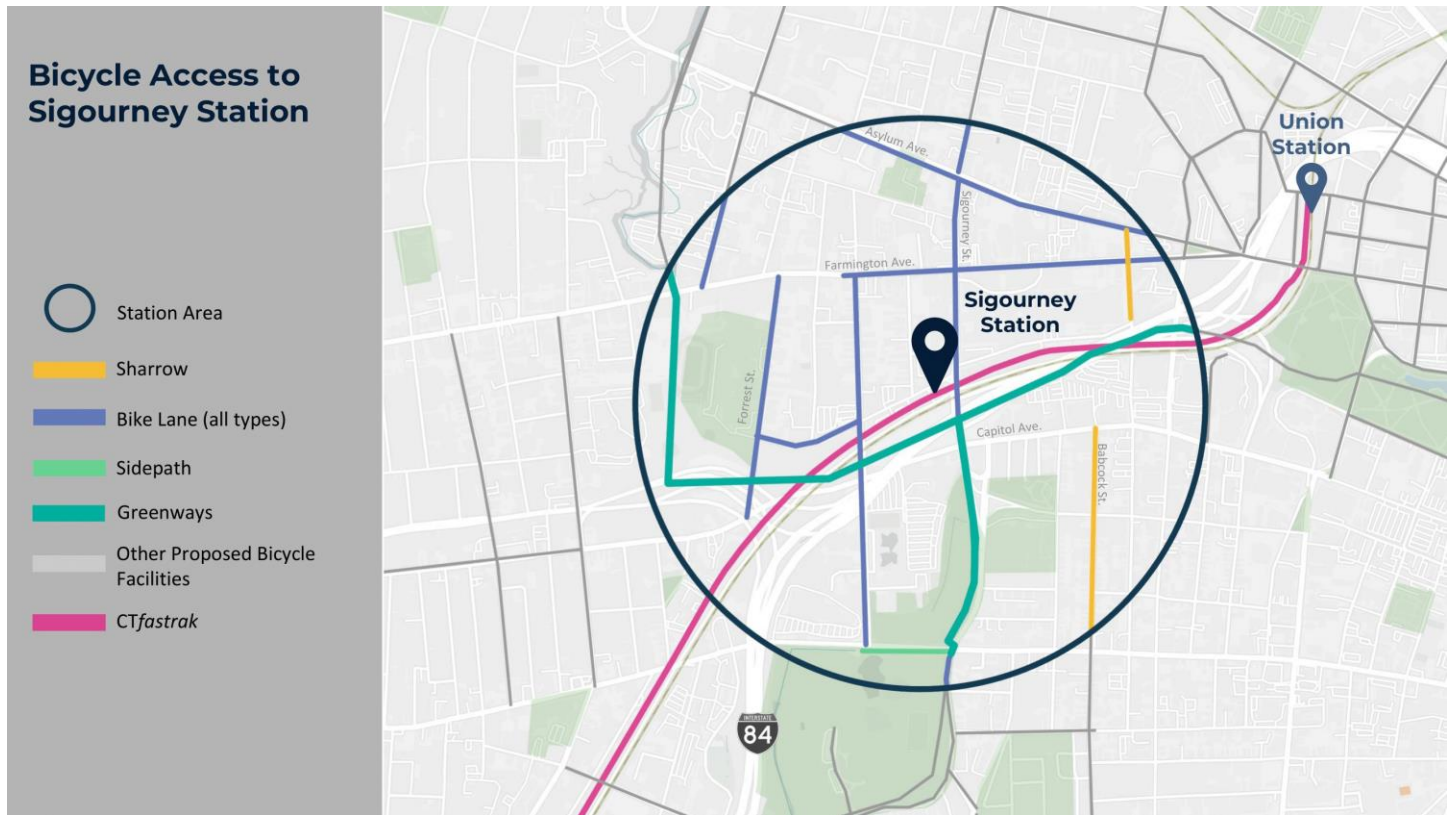 Bicycle Access to
Sigourney Station
Station Area
Sharrow
Bike Lane (all types)
Sidepath
Greenways
Other Proposed Bicycle
Facilities
CTfastrak
Asylum Ave.
Union
Station
Sigourney St.
Farmington Ave.
Sigourney
Station
Forrest St.
Capitol Ave.
Babcock St.
INTERSTATE
84